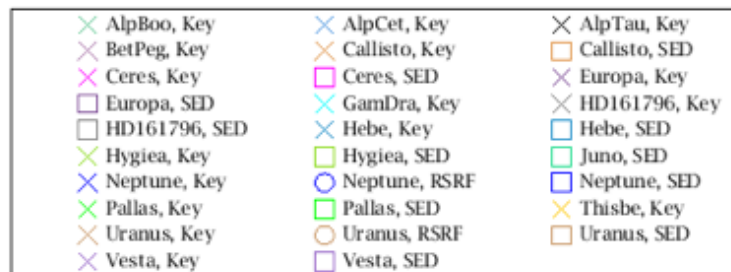 AlpBoo, Key AlpCet, Key AlpTau, Key
BetPeg, Key Callisto, Key Callisto, SED
Ceres, Key Ceres, SED Europa, Key
Europa, SED GamDra, Key HD161796, Key
HD161796, SED Hebe, Key Hebe, SED
Hygiea, Key Hygiea, SED Juno, SED
Neptune, Key Neptune, RSRF Neptune, SED
Pallas, Key Pallas, SED Thisbe, Key
Uranus, Key Uranus, RSRF Uranus, SED
Vesta, Key Vesta, SED